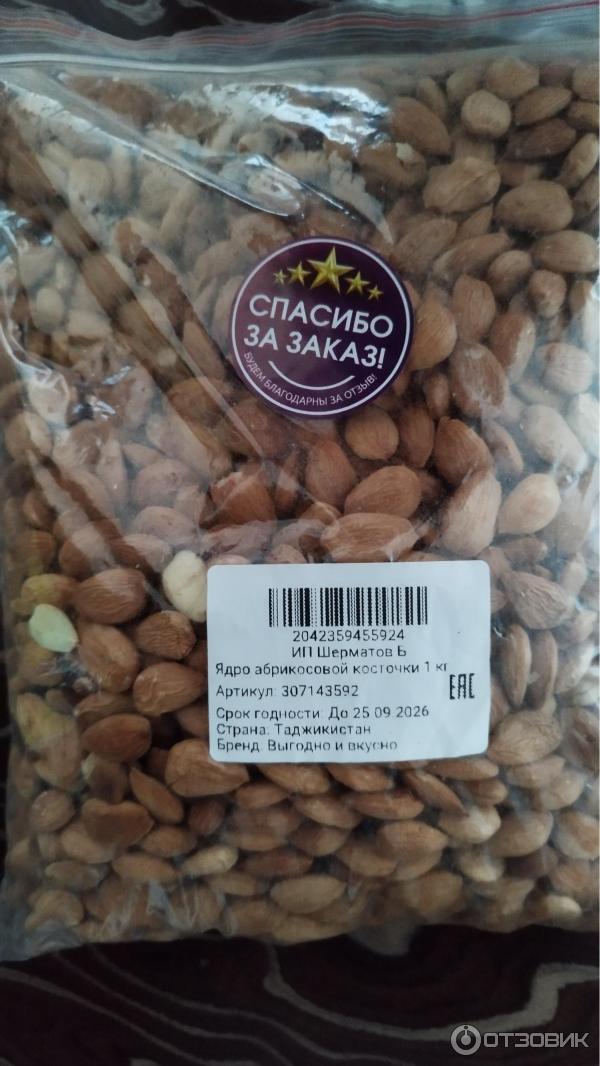 СПАСИБО
ЗА ЗАКАЗ!
БУДЕМ БЛАГОДАРНЫ ЗА ОТЗЫВ!
2042359455924
ИП Шерматов Б
Ядро абрикосовой косточки 1 кг
Артикул: 307143592
EAC
Срок годности: До 25 09 2026
Страна: Таджикистан
Бренд: Выгодно и вкусно
ОТЗОВИК